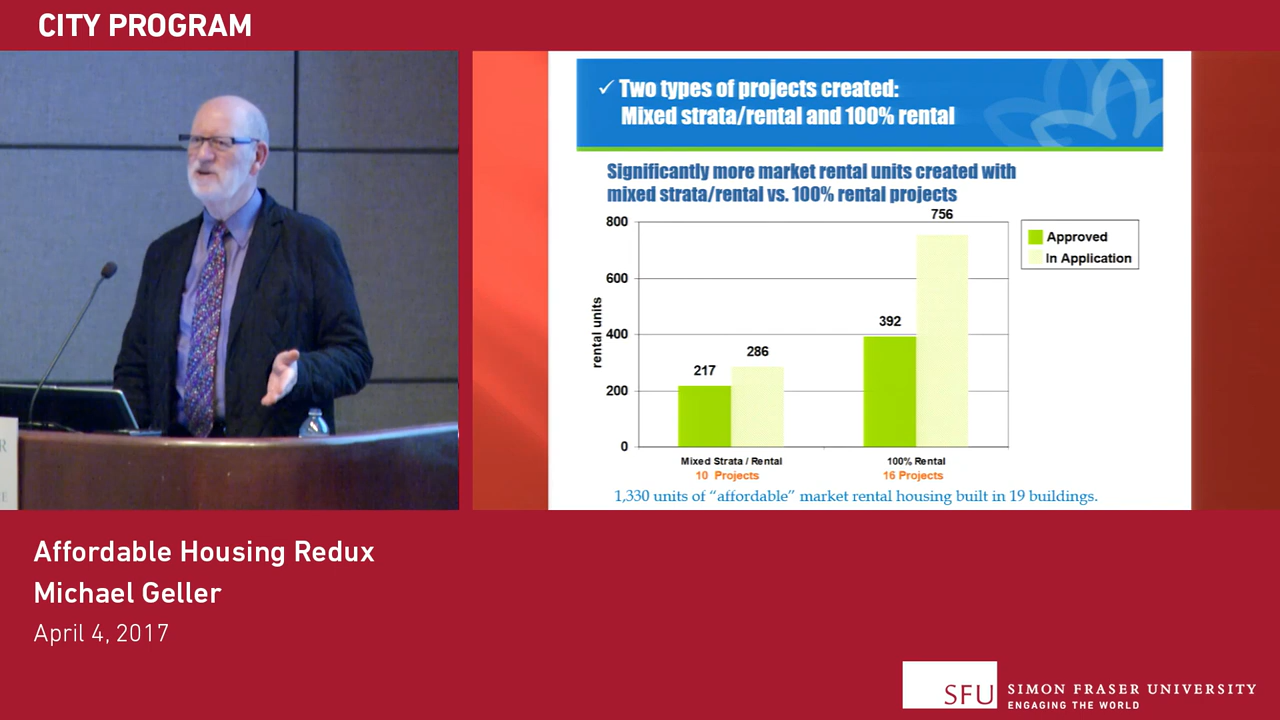 CITY PROGRAM
✓ Two types of projects created:
Mixed strata/rental and 100% rental
Significantly more market rental units created with
mixed strata/rental vs. 100% rental projects
800
600
400
200
0
rental units
217
286
392
756
Approved
In Application
Mixed Strata / Rental
10 Projects
100% Rental
16 Projects
1,330 units of “affordable” market rental housing built in 19 buildings.
R
E
Affordable Housing Redux
Michael Geller
April 4, 2017
SFU
SIMON FRASER UNIVERSITY
ENGAGING THE WORLD